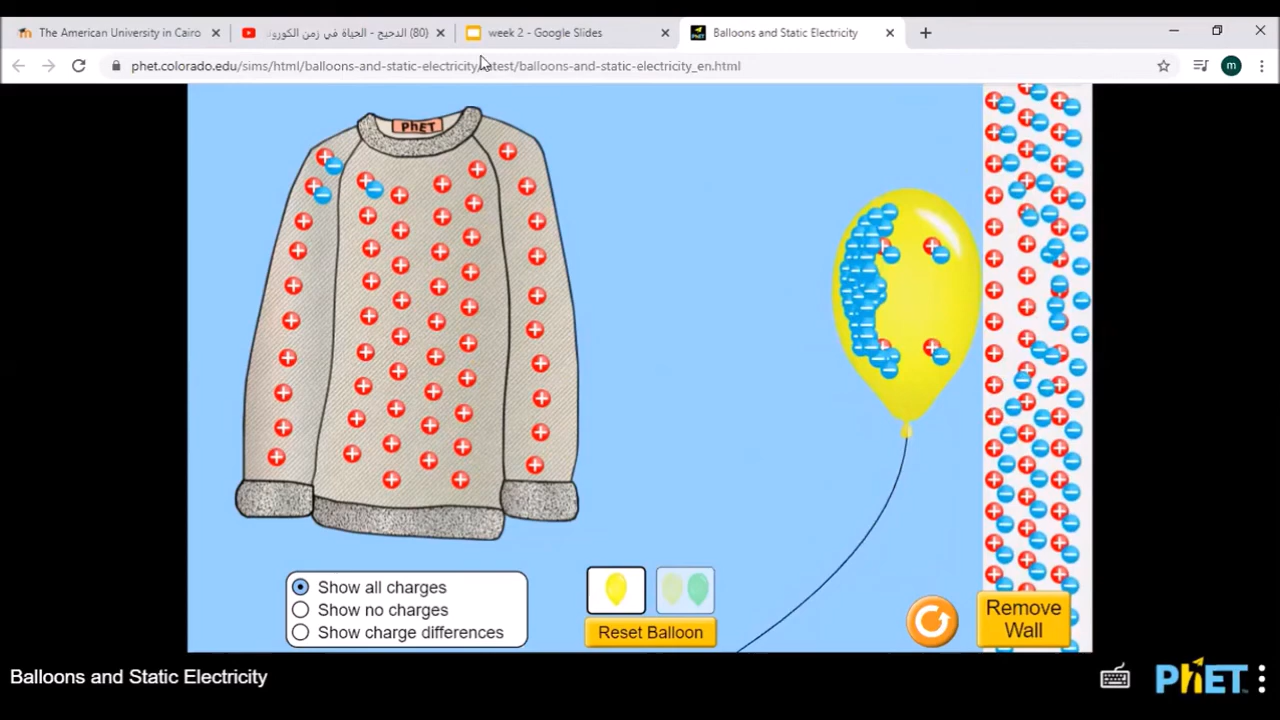 The American University in Cairo
(80) الدحيح - الحياة في زمن الكورونا
week 2 - Google Slides
Balloons and Static Electricity
phet.colorado.edu/sims/html/balloons-and-static-electricity/latest/balloons-and-static-electricity_en.html
m
PhET
Show all charges
Show no charges
Show charge differences
Reset Balloon
Remove
Wall
Balloons and Static Electricity
PhET